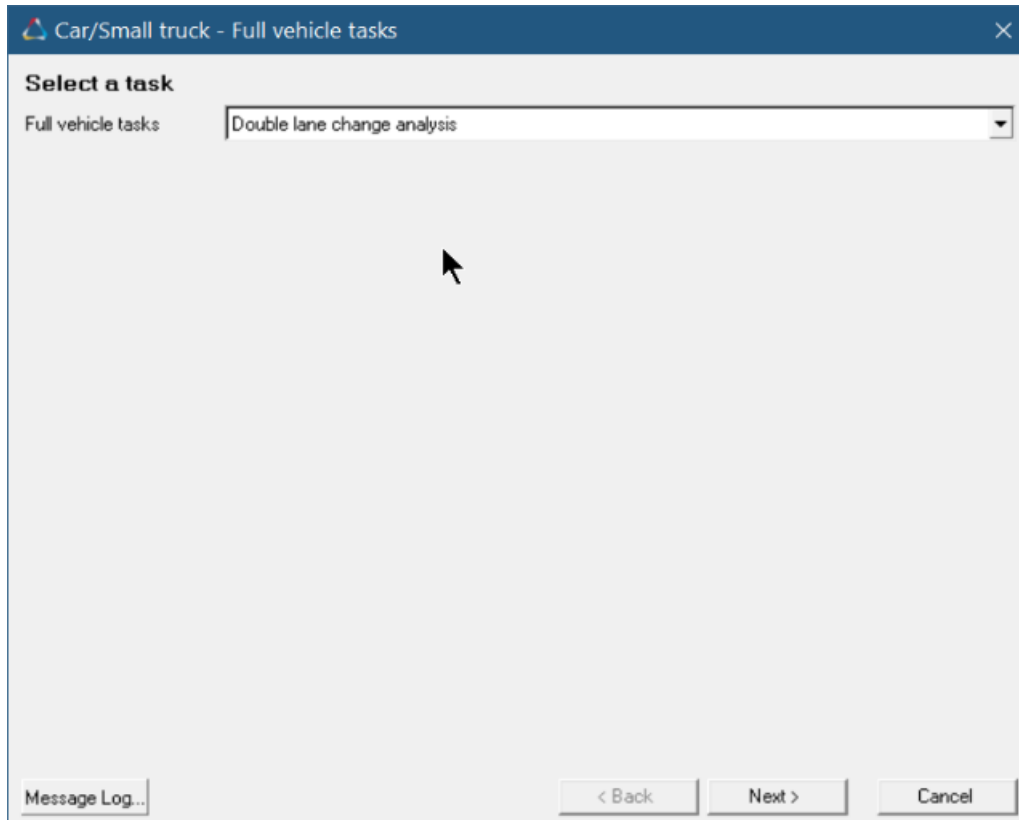 Car/Small truck - Full vehicle tasks
Select a task
Full vehicle tasks Double lane change analysis
Message Log... < Back Next > Cancel